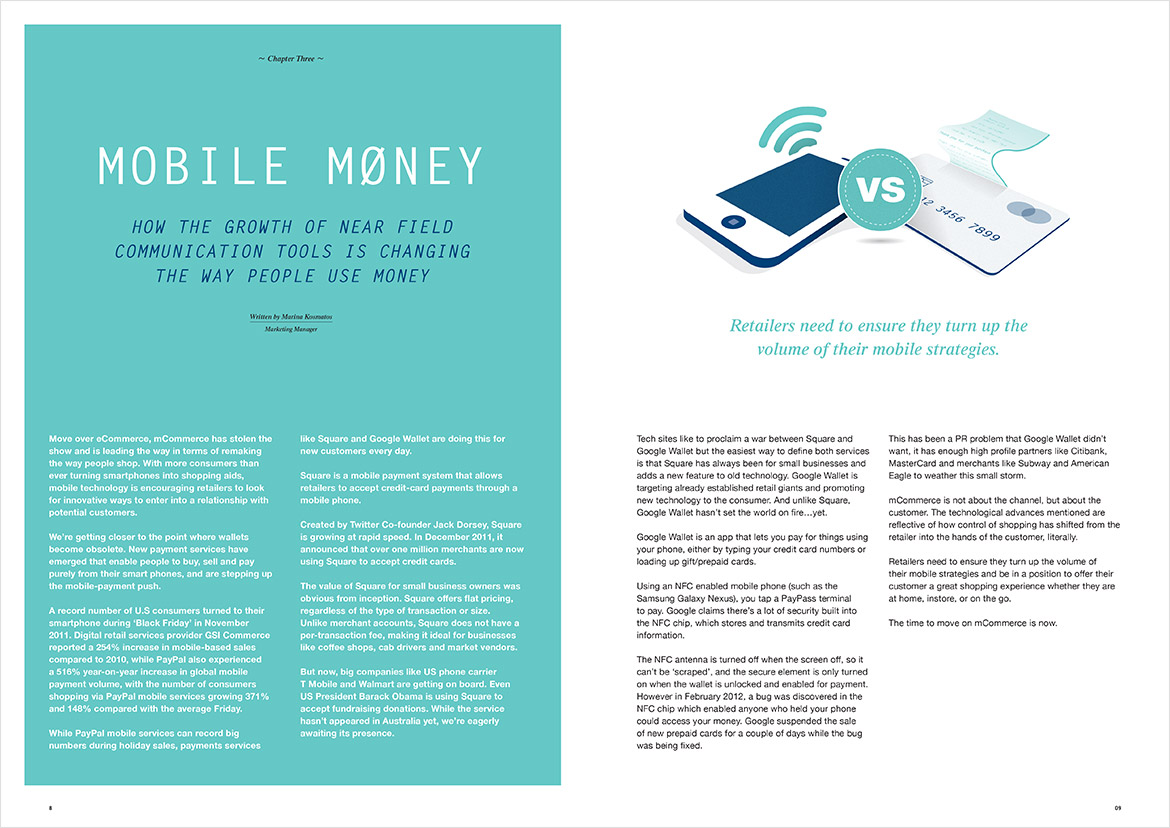 ~ Chapter Three ~
MOBILE MØNEY
HOW THE GROWTH OF NEAR FIELD
COMMUNICATION TOOLS IS CHANGING
THE WAY PEOPLE USE MONEY
Written by Marina Kosmatos
Marketing Manager
Move over eCommerce, mCommerce has stolen the
show and is leading the way in terms of remaking
the way people shop. With more consumers than
ever turning smartphones into shopping aids,
mobile technology is encouraging retailers to look
for innovative ways to enter into a relationship with
potential customers.
We're getting closer to the point where wallets
become obsolete. New payment services have
emerged that enable people to buy, sell and pay
purely from their smart phones, and are stepping up
the mobile-payment push.
A record number of U.S consumers turned to their
smartphone during 'Black Friday' in November
2011. Digital retail services provider GSI Commerce
reported a 254% increase in mobile-based sales
compared to 2010, while PayPal also experienced
a 516% year-on-year increase in global mobile
payment volume, with the number of consumers
shopping via PayPal mobile services growing 371%
and 148% compared with the average Friday.
While PayPal mobile services can record big
numbers during holiday sales, payments services
like Square and Google Wallet are doing this for
new customers every day.
Square is a mobile payment system that allows
retailers to accept credit-card payments through a
mobile phone.
Created by Twitter Co-founder Jack Dorsey, Square
is growing at rapid speed. In December 2011, it
announced that over one million merchants are now
using Square to accept credit cards.
The value of Square for small business owners was
obvious from inception. Square offers flat pricing,
regardless of the type of transaction or size.
Unlike merchant accounts, Square does not have a
per-transaction fee, making it ideal for businesses
like coffee shops, cab drivers and market vendors.
But now, big companies like US phone carrier
T Mobile and Walmart are getting on board. Even
US President Barack Obama is using Square to
accept fundraising donations. While the service
hasn't appeared in Australia yet, we're eagerly
awaiting its presence.
8
VS
12 3456 7899
Retailers need to ensure they turn up the
volume of their mobile strategies.
Tech sites like to proclaim a war between Square and
Google Wallet but the easiest way to define both services
is that Square has always been for small businesses and
adds a new feature to old technology. Google Wallet is
targeting already established retail giants and promoting
new technology to the consumer. And unlike Square,
Google Wallet hasn't set the world on fire…yet.
Google Wallet is an app that lets you pay for things using
your phone, either by typing your credit card numbers or
loading up gift/prepaid cards.
Using an NFC enabled mobile phone (such as the
Samsung Galaxy Nexus), you tap a PayPass terminal
to pay. Google claims there's a lot of security built into
the NFC chip, which stores and transmits credit card
information.
The NFC antenna is turned off when the screen off, so it
can't be 'scraped', and the secure element is only turned
on when the wallet is unlocked and enabled for payment.
However in February 2012, a bug was discovered in the
NFC chip which enabled anyone who held your phone
could access your money. Google suspended the sale
of new prepaid cards for a couple of days while the bug
was being fixed.
This has been a PR problem that Google Wallet didn't
want, it has enough high profile partners like Citibank,
MasterCard and merchants like Subway and American
Eagle to weather this small storm.
mCommerce is not about the channel, but about the
customer. The technological advances mentioned are
reflective of how control of shopping has shifted from the
retailer into the hands of the customer, literally.
Retailers need to ensure they turn up the volume of
their mobile strategies and be in a position to offer their
customer a great shopping experience whether they are
at home, instore, or on the go.
The time to move on mCommerce is now.
09